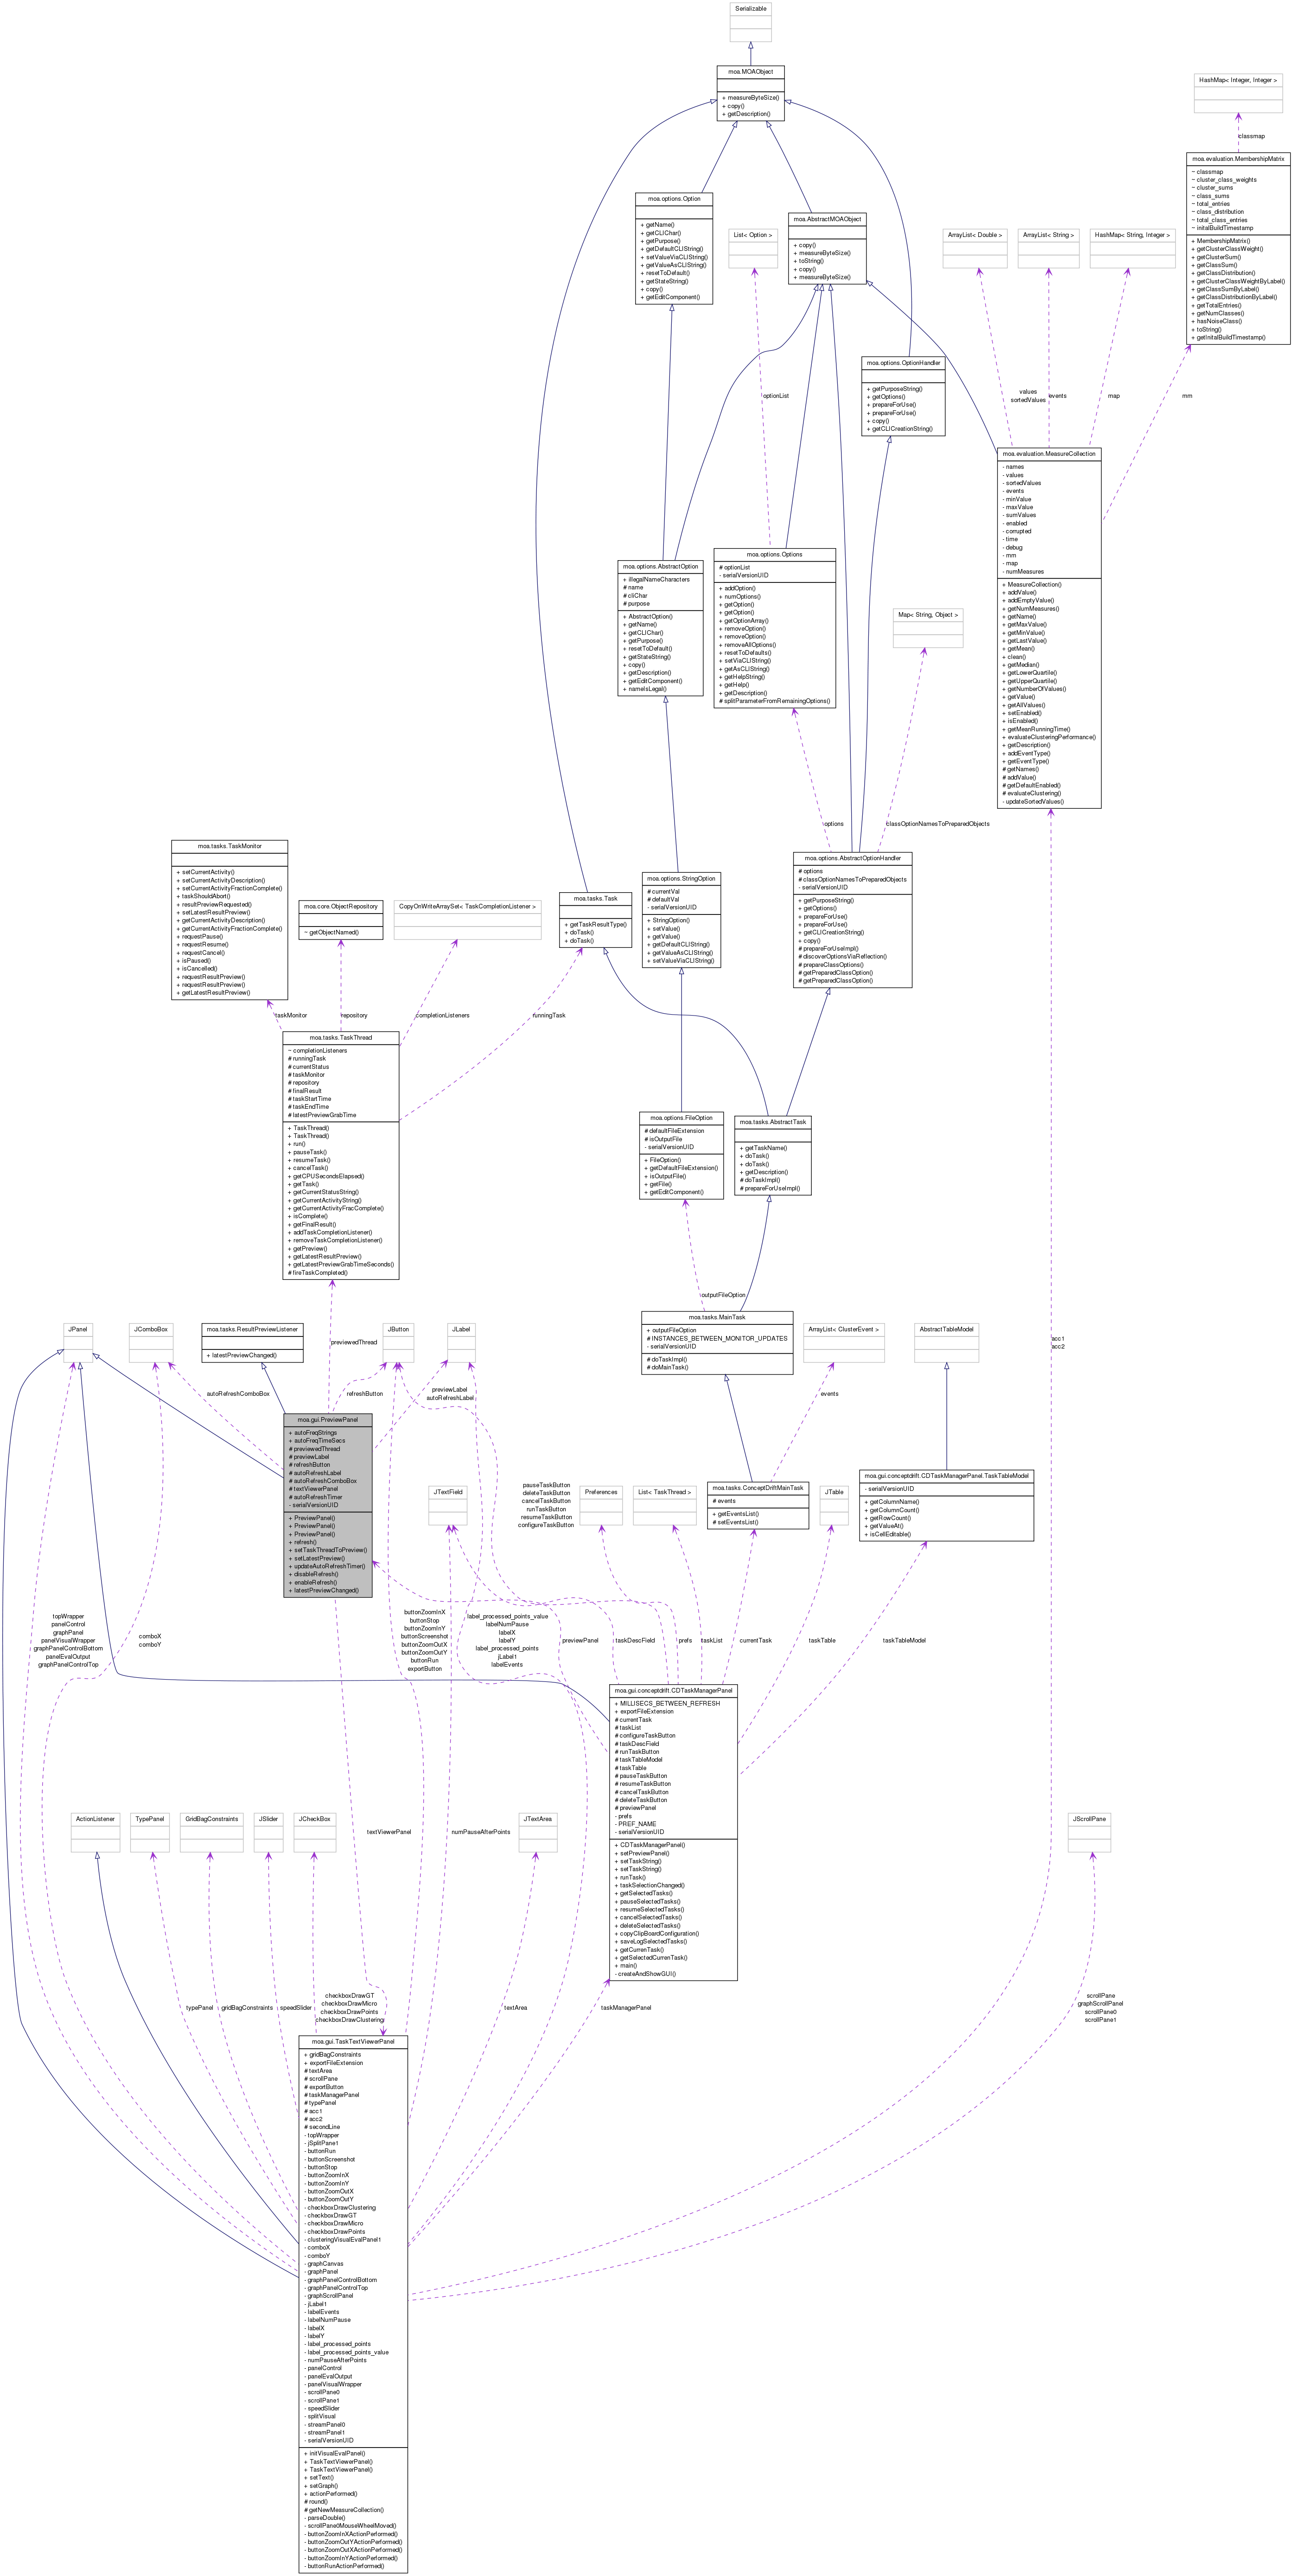 Serializable
moa.MOAObject
+ measureByteSize()
+ copy()
+ getDescription()
HashMap< Integer, Integer >
classmap
moa.evaluation.MembershipMatrix
~ classmap
~ cluster_class_weights
~ cluster_sums
~ class_sums
~ total_entries
~ class_distribution
~ total_class_entries
~ initalBuildTimestamp
+ MembershipMatrix()
+ getClusterClassWeight()
+ getClusterSum()
+ getClassSum()
+ getClassDistribution()
+ getClusterClassWeightByLabel()
+ getClassSumByLabel()
+ getClassDistributionByLabel()
+ getTotalEntries()
+ getNumClasses()
+ hasNoiseClass()
+ toString()
+ getInitalBuildTimestamp()
moa.options.Option
+ getName()
+ getCLIChar()
+ getPurpose()
+ getDefaultCLIString()
+ setValueViaCLIString()
+ getValueAsCLIString()
+ resetToDefault()
+ getStateString()
+ copy()
+ getEditComponent()
List< Option >
moa.AbstractMOAObject
+ copy()
+ measureByteSize()
+ toString()
+ copy()
+ measureByteSize()
ArrayList< Double >
ArrayList< String >
HashMap< String, Integer >
moa.options.OptionHandler
+ getPurposeString()
+ getOptions()
+ prepareForUse()
+ prepareForUse()
+ copy()
+ getCLICreationString()
optionList
values
sortedValues
events
map
mm
moa.evaluation.MeasureCollection
- names
- values
- sortedValues
- events
- minValue
- maxValue
- sumValues
- enabled
- corrupted
- time
- debug
- mm
- map
- numMeasures
+ MeasureCollection()
+ addValue()
+ addEmptyValue()
+ getNumMeasures()
+ getName()
+ getMaxValue()
+ getMinValue()
+ getLastValue()
+ getMean()
+ clean()
+ getMedian()
+ getLowerQuartile()
+ getUpperQuartile()
+ getNumberOfValues()
+ getValue()
+ getAllValues()
+ setEnabled()
+ isEnabled()
+ getMeanRunningTime()
+ evaluateClusteringPerformance()
+ getDescription()
+ addEventType()
+ getEventType()
# getNames()
# addValue()
# getDefaultEnabled()
# evaluateClustering()
- updateSortedValues()
moa.options.AbstractOption
+ illegalNameCharacters
# name
# cliChar
# purpose
+ AbstractOption()
+ getName()
+ getCLIChar()
+ getPurpose()
+ resetToDefault()
+ getStateString()
+ copy()
+ getDescription()
+ getEditComponent()
+ nameIsLegal()
moa.options.Options
# optionList
- serialVersionUID
+ addOption()
+ numOptions()
+ getOption()
+ getOption()
+ getOptionArray()
+ removeOption()
+ removeOption()
+ removeAllOptions()
+ resetToDefaults()
+ setViaCLIString()
+ getAsCLIString()
+ getHelpString()
+ getHelp()
+ getDescription()
# splitParameterFromRemainingOptions()
Map< String, Object >
options
classOptionNamesToPreparedObjects
moa.tasks.TaskMonitor
+ setCurrentActivity()
+ setCurrentActivityDescription()
+ setCurrentActivityFractionComplete()
+ taskShouldAbort()
+ resultPreviewRequested()
+ setLatestResultPreview()
+ getCurrentActivityDescription()
+ getCurrentActivityFractionComplete()
+ requestPause()
+ requestResume()
+ requestCancel()
+ isPaused()
+ isCancelled()
+ requestResultPreview()
+ requestResultPreview()
+ getLatestResultPreview()
moa.core.ObjectRepository
~ getObjectNamed()
CopyOnWriteArraySet< TaskCompletionListener >
moa.tasks.Task
+ getTaskResultType()
+ doTask()
+ doTask()
moa.options.StringOption
# currentVal
# defaultVal
- serialVersionUID
+ StringOption()
+ setValue()
+ getValue()
+ getDefaultCLIString()
+ getValueAsCLIString()
+ setValueViaCLIString()
moa.options.AbstractOptionHandler
# options
# classOptionNamesToPreparedObjects
- serialVersionUID
+ getPurposeString()
+ getOptions()
+ prepareForUse()
+ prepareForUse()
+ getCLICreationString()
+ copy()
# prepareForUseImpl()
# discoverOptionsViaReflection()
# prepareClassOptions()
# getPreparedClassOption()
# getPreparedClassOption()
taskMonitor
repository
completionListeners
runningTask
moa.tasks.TaskThread
~ completionListeners
# runningTask
# currentStatus
# taskMonitor
# repository
# finalResult
# taskStartTime
# taskEndTime
# latestPreviewGrabTime
+ TaskThread()
+ TaskThread()
+ run()
+ pauseTask()
+ resumeTask()
+ cancelTask()
+ getCPUSecondsElapsed()
+ getTask()
+ getCurrentStatusString()
+ getCurrentActivityString()
+ getCurrentActivityFracComplete()
+ isComplete()
+ getFinalResult()
+ addTaskCompletionListener()
+ removeTaskCompletionListener()
+ getPreview()
+ getLatestResultPreview()
+ getLatestPreviewGrabTimeSeconds()
# fireTaskCompleted()
moa.options.FileOption
# defaultFileExtension
# isOutputFile
- serialVersionUID
+ FileOption()
+ getDefaultFileExtension()
+ isOutputFile()
+ getFile()
+ getEditComponent()
moa.tasks.AbstractTask
+ getTaskName()
+ doTask()
+ doTask()
+ getDescription()
# doTaskImpl()
# prepareForUseImpl()
outputFileOption
moa.tasks.MainTask
+ outputFileOption
# INSTANCES_BETWEEN_MONITOR_UPDATES
- serialVersionUID
# doTaskImpl()
# doMainTask()
JPanel
JComboBox
moa.tasks.ResultPreviewListener
+ latestPreviewChanged()
JButton
JLabel
ArrayList< ClusterEvent >
AbstractTableModel
acc1
acc2
previewedThread
autoRefreshComboBox
refreshButton
previewLabel
autoRefreshLabel
events
moa.gui.PreviewPanel
+ autoFreqStrings
+ autoFreqTimeSecs
# previewedThread
# previewLabel
# refreshButton
# autoRefreshLabel
# autoRefreshComboBox
# textViewerPanel
# autoRefreshTimer
- serialVersionUID
+ PreviewPanel()
+ PreviewPanel()
+ PreviewPanel()
+ refresh()
+ setTaskThreadToPreview()
+ setLatestPreview()
+ updateAutoRefreshTimer()
+ disableRefresh()
+ enableRefresh()
+ latestPreviewChanged()
JTextField
pauseTaskButton
deleteTaskButton
cancelTaskButton
runTaskButton
resumeTaskButton
configureTaskButton
Preferences
List< TaskThread >
moa.tasks.ConceptDriftMainTask
# events
+ getEventsList()
# setEventsList()
JTable
moa.gui.conceptdrift.CDTaskManagerPanel.TaskTableModel
- serialVersionUID
+ getColumnName()
+ getColumnCount()
+ getRowCount()
+ getValueAt()
+ isCellEditable()
topWrapper
panelControl
graphPanel
panelVisualWrapper
graphPanelControlBottom
panelEvalOutput
graphPanelControlTop
comboX
comboY
buttonZoomInX
buttonStop
buttonZoomInY
buttonScreenshot
buttonZoomOutX
buttonZoomOutY
buttonRun
exportButton
label_processed_points_value
labelNumPause
labelX
labelY
label_processed_points
jLabel1
labelEvents
previewPanel
taskDescField
prefs
taskList
currentTask
taskTable
taskTableModel
moa.gui.conceptdrift.CDTaskManagerPanel
+ MILLISECS_BETWEEN_REFRESH
+ exportFileExtension
# currentTask
# taskList
# configureTaskButton
# taskDescField
# runTaskButton
# taskTableModel
# taskTable
# pauseTaskButton
# resumeTaskButton
# cancelTaskButton
# deleteTaskButton
# previewPanel
- prefs
- PREF_NAME
- serialVersionUID
+ CDTaskManagerPanel()
+ setPreviewPanel()
+ setTaskString()
+ setTaskString()
+ runTask()
+ taskSelectionChanged()
+ getSelectedTasks()
+ pauseSelectedTasks()
+ resumeSelectedTasks()
+ cancelSelectedTasks()
+ deleteSelectedTasks()
+ copyClipBoardConfiguration()
+ saveLogSelectedTasks()
+ getCurrenTask()
+ getSelectedCurrenTask()
+ main()
- createAndShowGUI()
ActionListener
TypePanel
GridBagConstraints
JSlider
JCheckBox
textViewerPanel
numPauseAfterPoints
JTextArea
JScrollPane
typePanel
gridBagConstraints
speedSlider
checkboxDrawGT
checkboxDrawMicro
checkboxDrawPoints
checkboxDrawClustering
textArea
taskManagerPanel
scrollPane
graphScrollPanel
scrollPane0
scrollPane1
moa.gui.TaskTextViewerPanel
+ gridBagConstraints
+ exportFileExtension
# textArea
# scrollPane
# exportButton
# taskManagerPanel
# typePanel
# acc1
# acc2
# secondLine
- topWrapper
- jSplitPane1
- buttonRun
- buttonScreenshot
- buttonStop
- buttonZoomInX
- buttonZoomInY
- buttonZoomOutX
- buttonZoomOutY
- checkboxDrawClustering
- checkboxDrawGT
- checkboxDrawMicro
- checkboxDrawPoints
- clusteringVisualEvalPanel1
- comboX
- comboY
- graphCanvas
- graphPanel
- graphPanelControlBottom
- graphPanelControlTop
- graphScrollPanel
- jLabel1
- labelEvents
- labelNumPause
- labelX
- labelY
- label_processed_points
- label_processed_points_value
- numPauseAfterPoints
- panelControl
- panelEvalOutput
- panelVisualWrapper
- scrollPane0
- scrollPane1
- speedSlider
- splitVisual
- streamPanel0
- streamPanel1
- serialVersionUID
+ initVisualEvalPanel()
+ TaskTextViewerPanel()
+ TaskTextViewerPanel()
+ setText()
+ setGraph()
+ actionPerformed()
# round()
# getNewMeasureCollection()
- parseDouble()
- scrollPane0MouseWheelMoved()
- buttonZoomInXActionPerformed()
- buttonZoomOutYActionPerformed()
- buttonZoomOutXActionPerformed()
- buttonZoomInYActionPerformed()
- buttonRunActionPerformed()